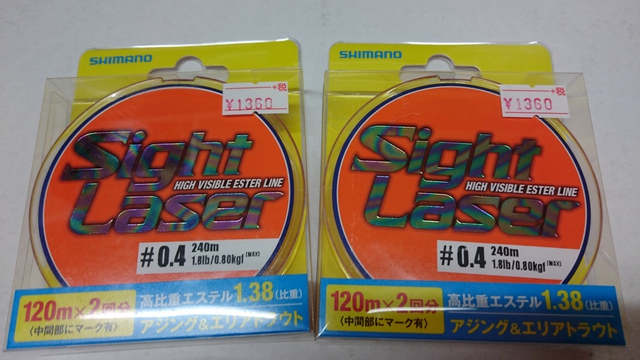 SHIMANO
+税
¥1360
Sight
HIGH VISIBLE ESTER LINE
Laser
#0.4
240m
1.8lb/0.80kgf (MAX)
120m×2回分
(中間部にマーク有)
高比重エステル1.38(比重)
アジング&エリアトラウト
SHIMANO
+税
¥1360
Sight
HIGH VISIBLE ESTER LINE
Laser
#0.4
240m
1.8lb/0.80kgf (MAX)
120m×2回分
(中間部にマーク有)
高比重エステル1.38(比重)
アジング&エリアトラウト